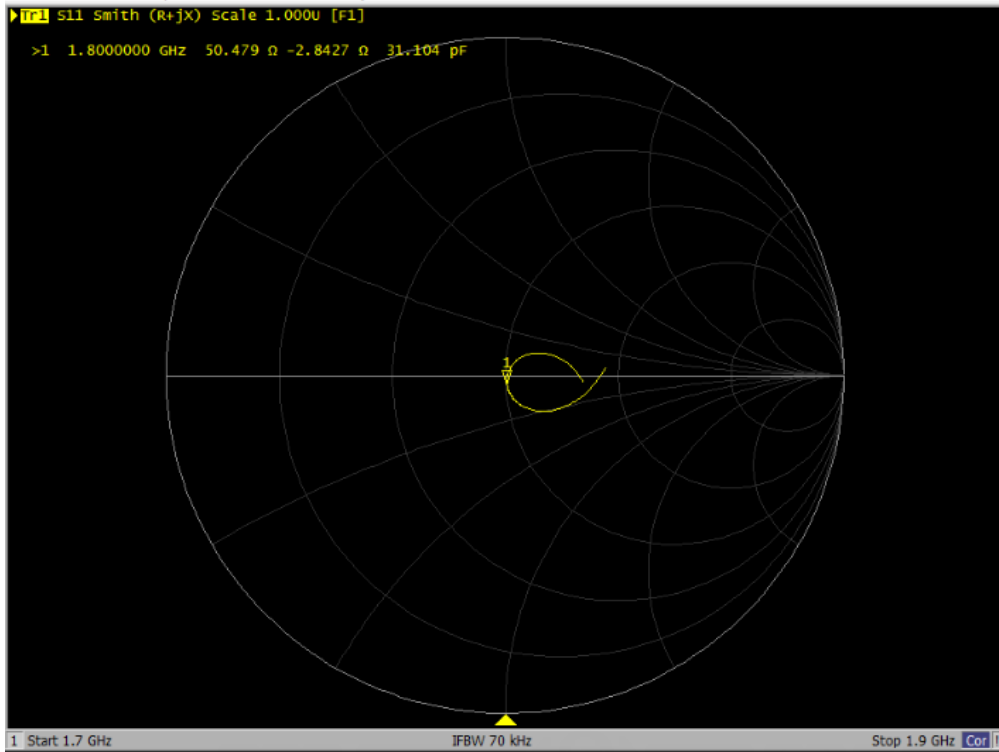 Tr1 S11 Smith (R+jX) Scale 1.000U [F1]
>1 1.8000000 GHz 50.479 Ω -2.8427 Ω 31.104 pF
1
1 Start 1.7 GHz IFBW 70 kHz Stop 1.9 GHz Cor